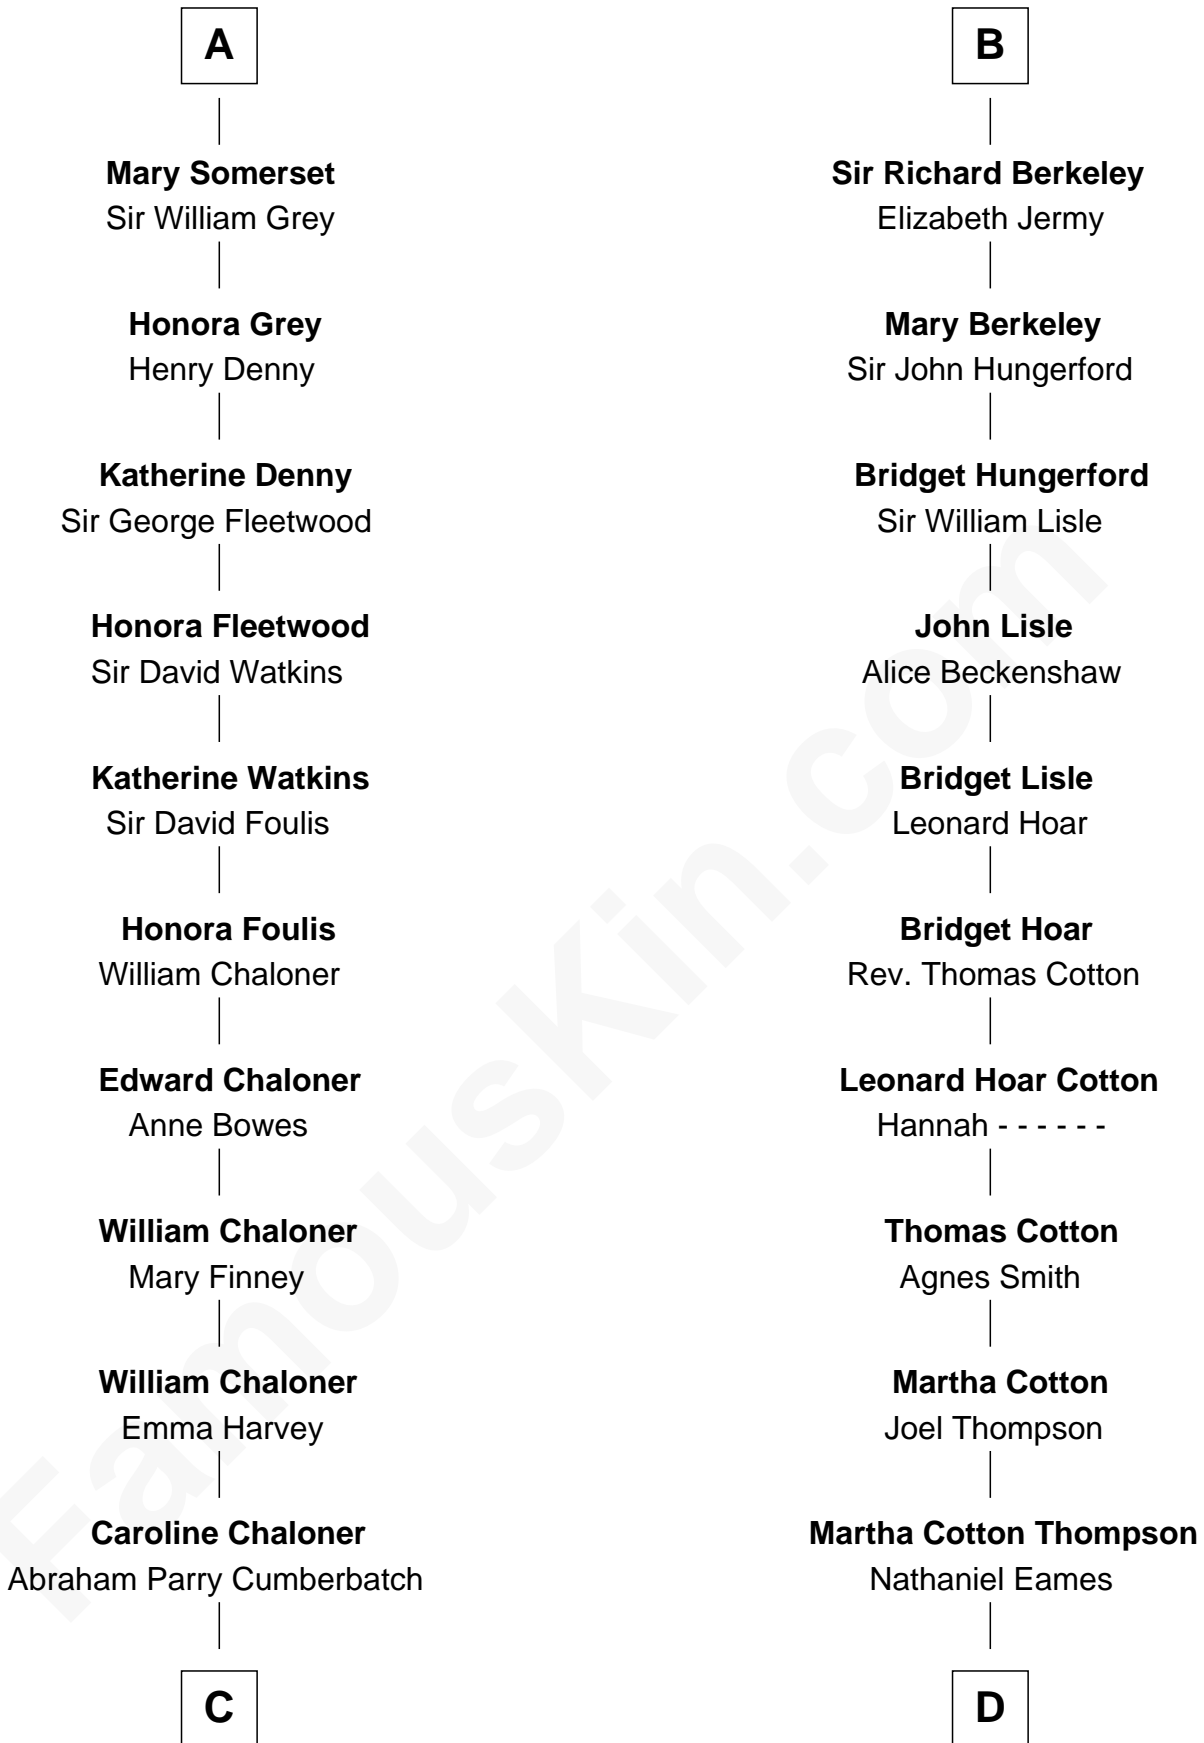 A
Mary Somerset
Sir William Grey
Honora Grey
Henry Denny
Katherine Denny
Sir George Fleetwood
Honora Fleetwood
Sir David Watkins
Katherine Watkins
Sir David Foulis
Honora Foulis
William Chaloner
Edward Chaloner
Anne Bowes
William Chaloner
Mary Finney
William Chaloner
Emma Harvey
Caroline Chaloner
Abraham Parry Cumberbatch
C
B
Sir Richard Berkeley
Elizabeth Jermy
Mary Berkeley
Sir John Hungerford
Bridget Hungerford
Sir William Lisle
John Lisle
Alice Beckenshaw
Bridget Lisle
Leonard Hoar
Bridget Hoar
Rev. Thomas Cotton
Leonard Hoar Cotton
Hannah - - - - - -
Thomas Cotton
Agnes Smith
Martha Cotton
Joel Thompson
Martha Cotton Thompson
Nathaniel Eames
D
FamousKin.com